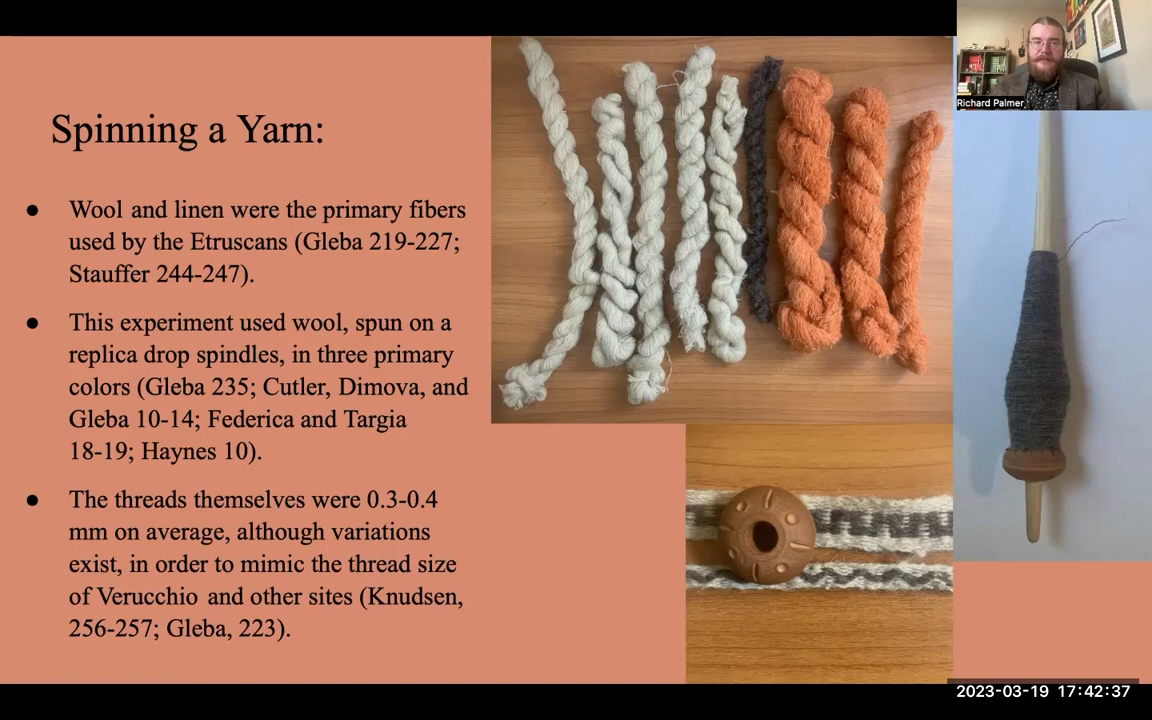 Spinning a Yarn:
● Wool and linen were the primary fibers
used by the Etruscans (Gleba 219-227;
Stauffer 244-247).
● This experiment used wool, spun on a
replica drop spindles, in three primary
colors (Gleba 235; Cutler, Dimova, and
Gleba 10-14; Federica and Targia
18-19; Haynes 10).
● The threads themselves were 0.3-0.4
mm on average, although variations
exist, in order to mimic the thread size
of Verucchio and other sites (Knudsen,
256-257; Gleba, 223).
Richard Palmer
2023-03-19 17:42:37